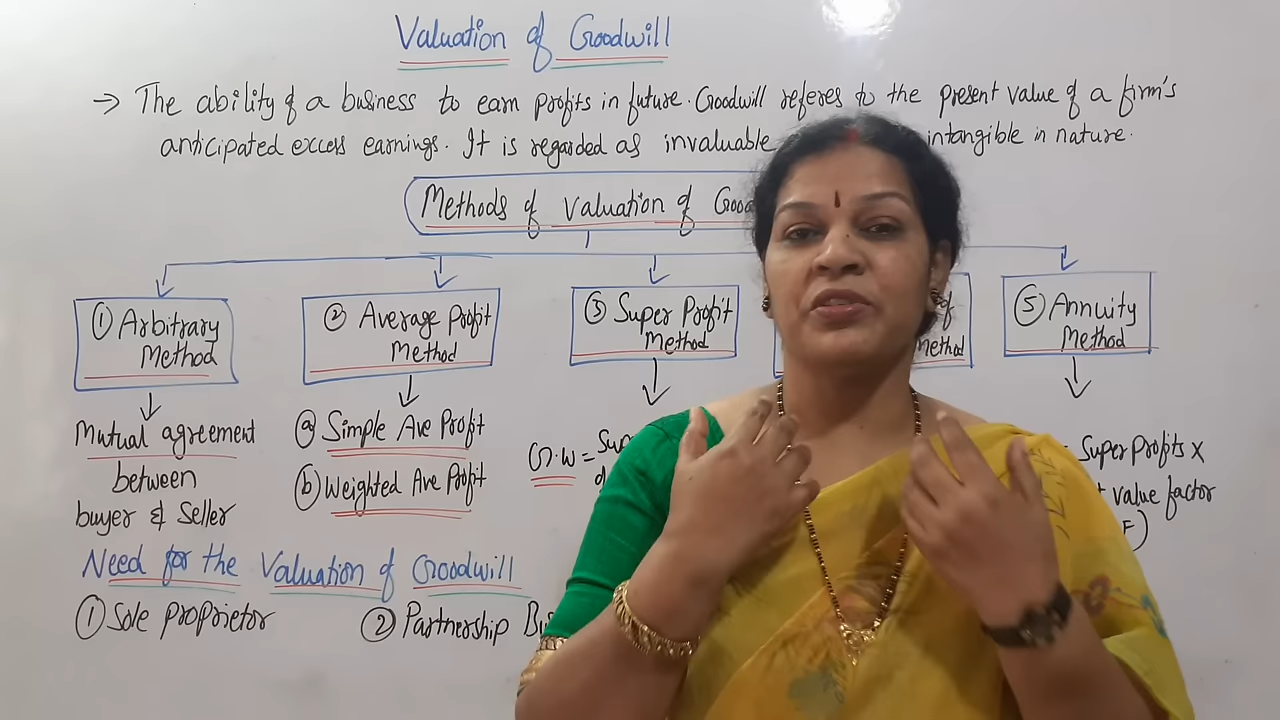 Valuation of Goodwill
→ The ability of a business to earn profits in future. Goodwill referes to the present value of a firm's
anticipated excess earnings. It is regarded as invaluable intangible in nature.
Methods of valuation of
① Arbitrary
Method
② Average Profit
Method
③ Super Profit
Method
of
Method
⑤ Annuity
Method
Mutual agreement
between
buyer & Seller
ⓐ Simple Ave Profit
ⓑ Weighted Ave Profit
G.W =
= Super Profits x
value factor
F)
Need for the Valuation of Goodwill
① Sole proprietor
② Partnership